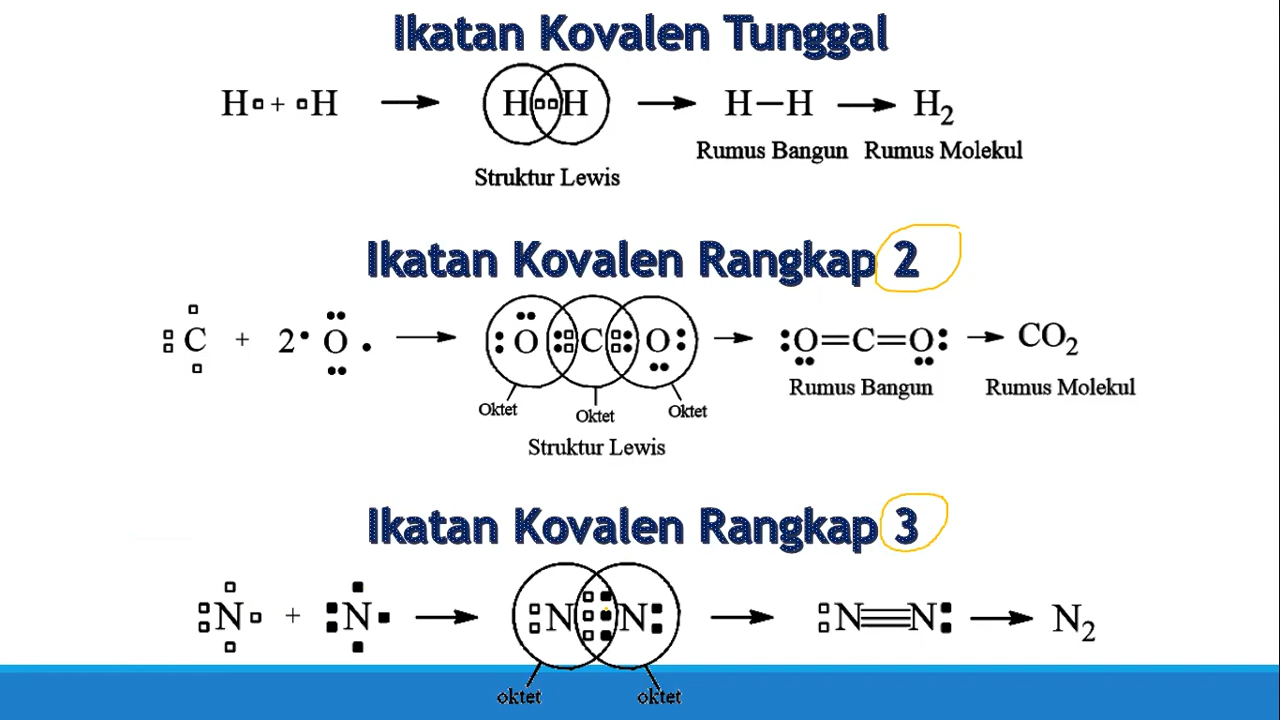 Ikatan Kovalen Tunggal
H + H → H H → H—H → H₂
Rumus Bangun Rumus Molekul
Struktur Lewis
Ikatan Kovalen Rangkap 2
C + 2 O → O C O → O=C=O → CO₂
Rumus Bangun Rumus Molekul
Oktet Oktet Oktet
Struktur Lewis
Ikatan Kovalen Rangkap 3
N + N → N N → N≡N → N₂
oktet oktet